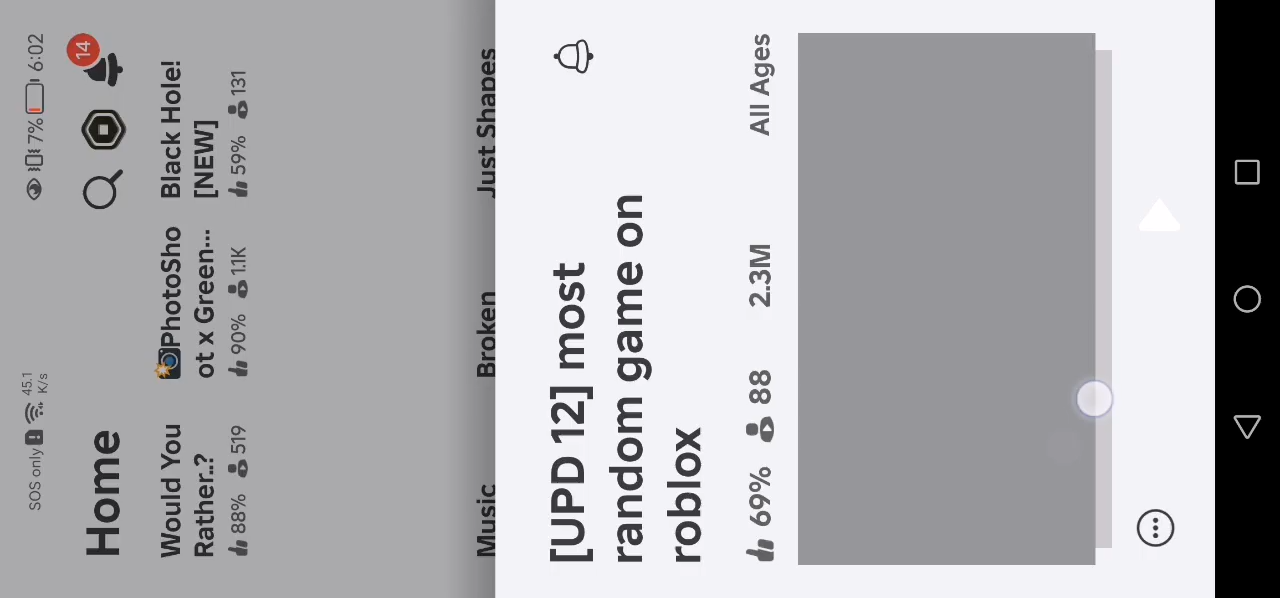 SOS only
45.1
K/s
7%
6:02
Home
14
Would You
Rather..?
88% 519
📸PhotoSho
ot x Green...
90% 1.1K
Black Hole!
[NEW]
59% 131
Music
Broken
Just Shapes
[UPD 12] most
random game on
roblox
69% 88 2.3M All Ages